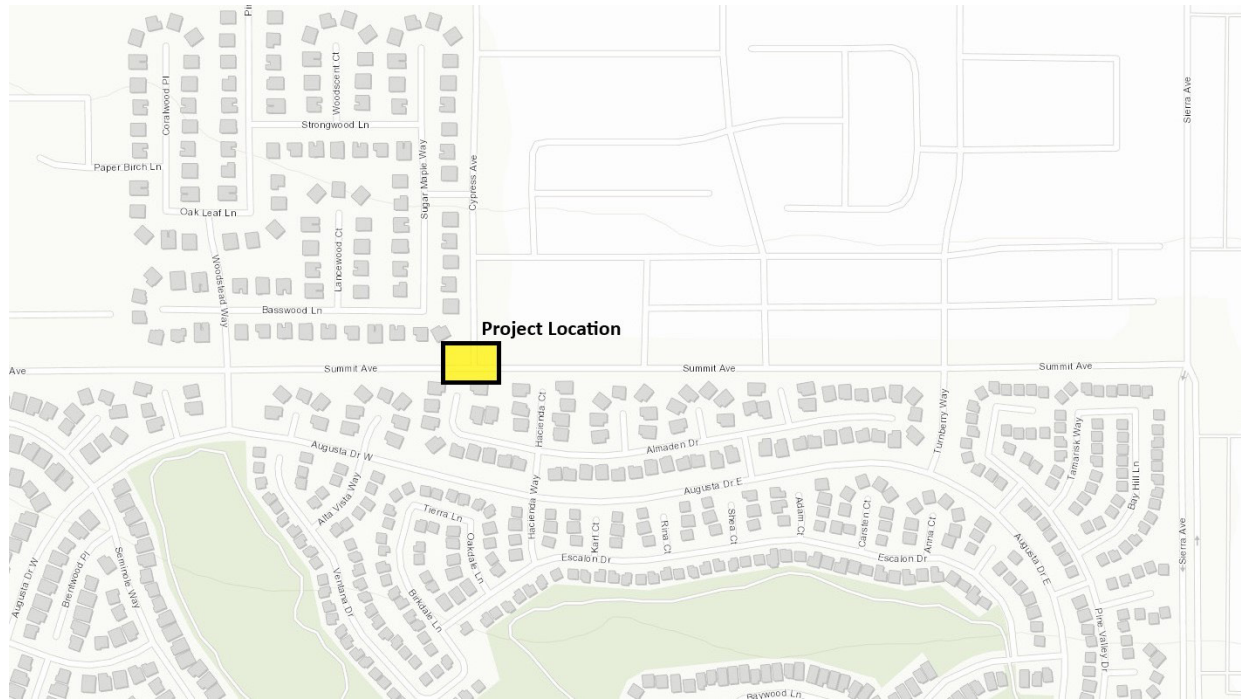 Pi
Woodscent Ct
Coralwood Pl
Strongwood Ln
Paper Birch Ln
Sugar Maple Way
Cypress Ave
Sierra Ave
Oak Leaf Ln
Lancewood Ct
Woodstead Way
Basswood Ln
Project Location
Ave
Summit Ave
Summit Ave
Summit Ave
Hacienda Ct
Turnberry Way
Almaden Dr
Augusta Dr W
Tamarisk Way
Bay Hill Ln
Augusta Dr E
Alta Vista Way
Tierra Ln
Hacienda Way
Karl Ct
Rina Ct
Shea Ct
Adam Ct
Carsten Ct
Anna Ct
Oakdale Ln
Escalon Dr
Escalon Dr
Augusta Dr E
Sierra Ave
Augusta Dr W
Brentwood Pl
Seminole Way
Ventana Dr
Birkdale Ln
Pine Valley Dr
Baywood Ln